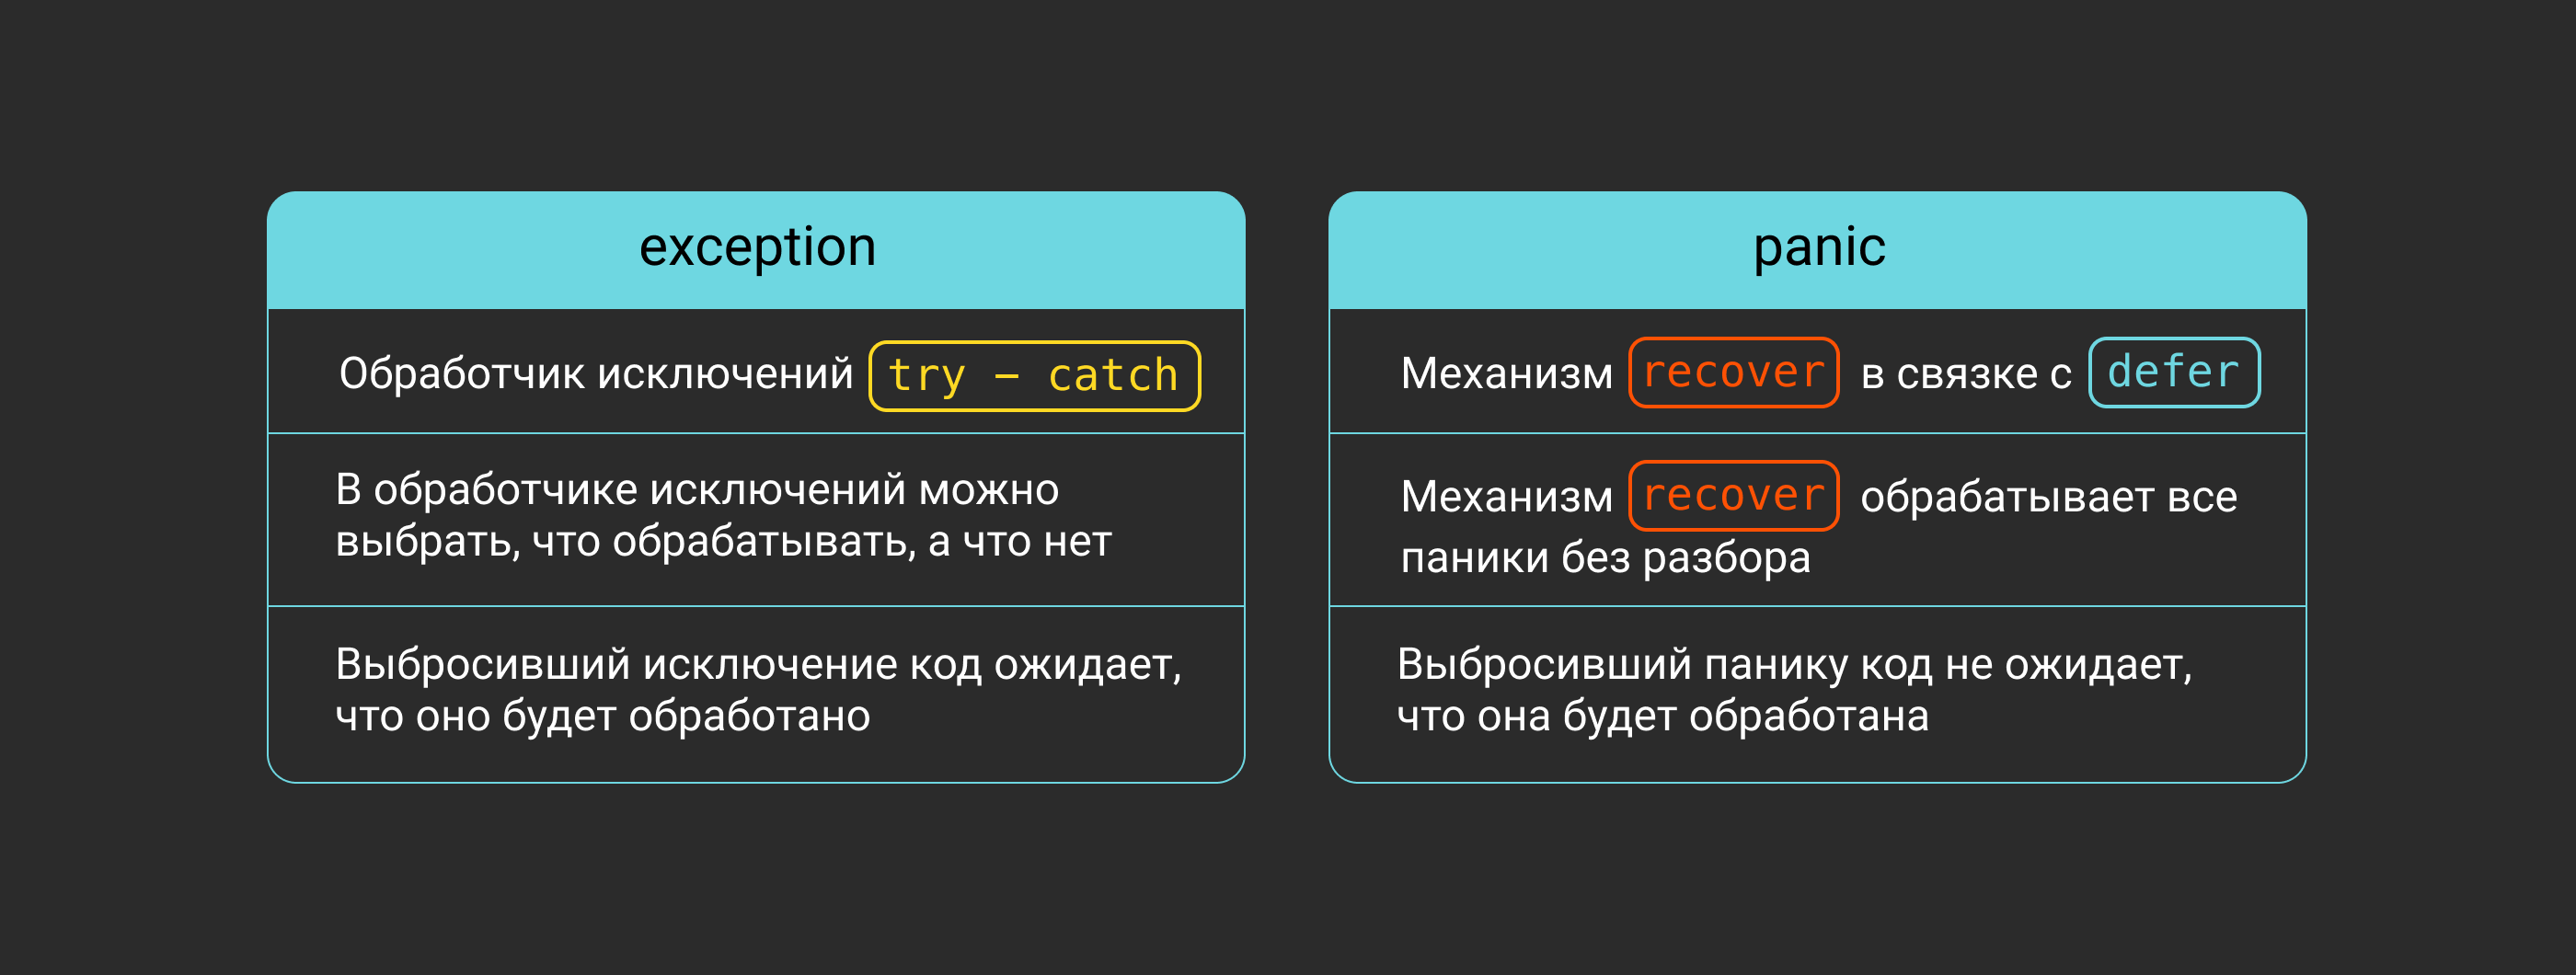 exception
Обработчик исключений try – catch
В обработчике исключений можно
выбрать, что обрабатывать, а что нет
Выбросивший исключение код ожидает,
что оно будет обработано
panic
Механизм recover в связке с defer
Механизм recover обрабатывает все
паники без разбора
Выбросивший панику код не ожидает,
что она будет обработана